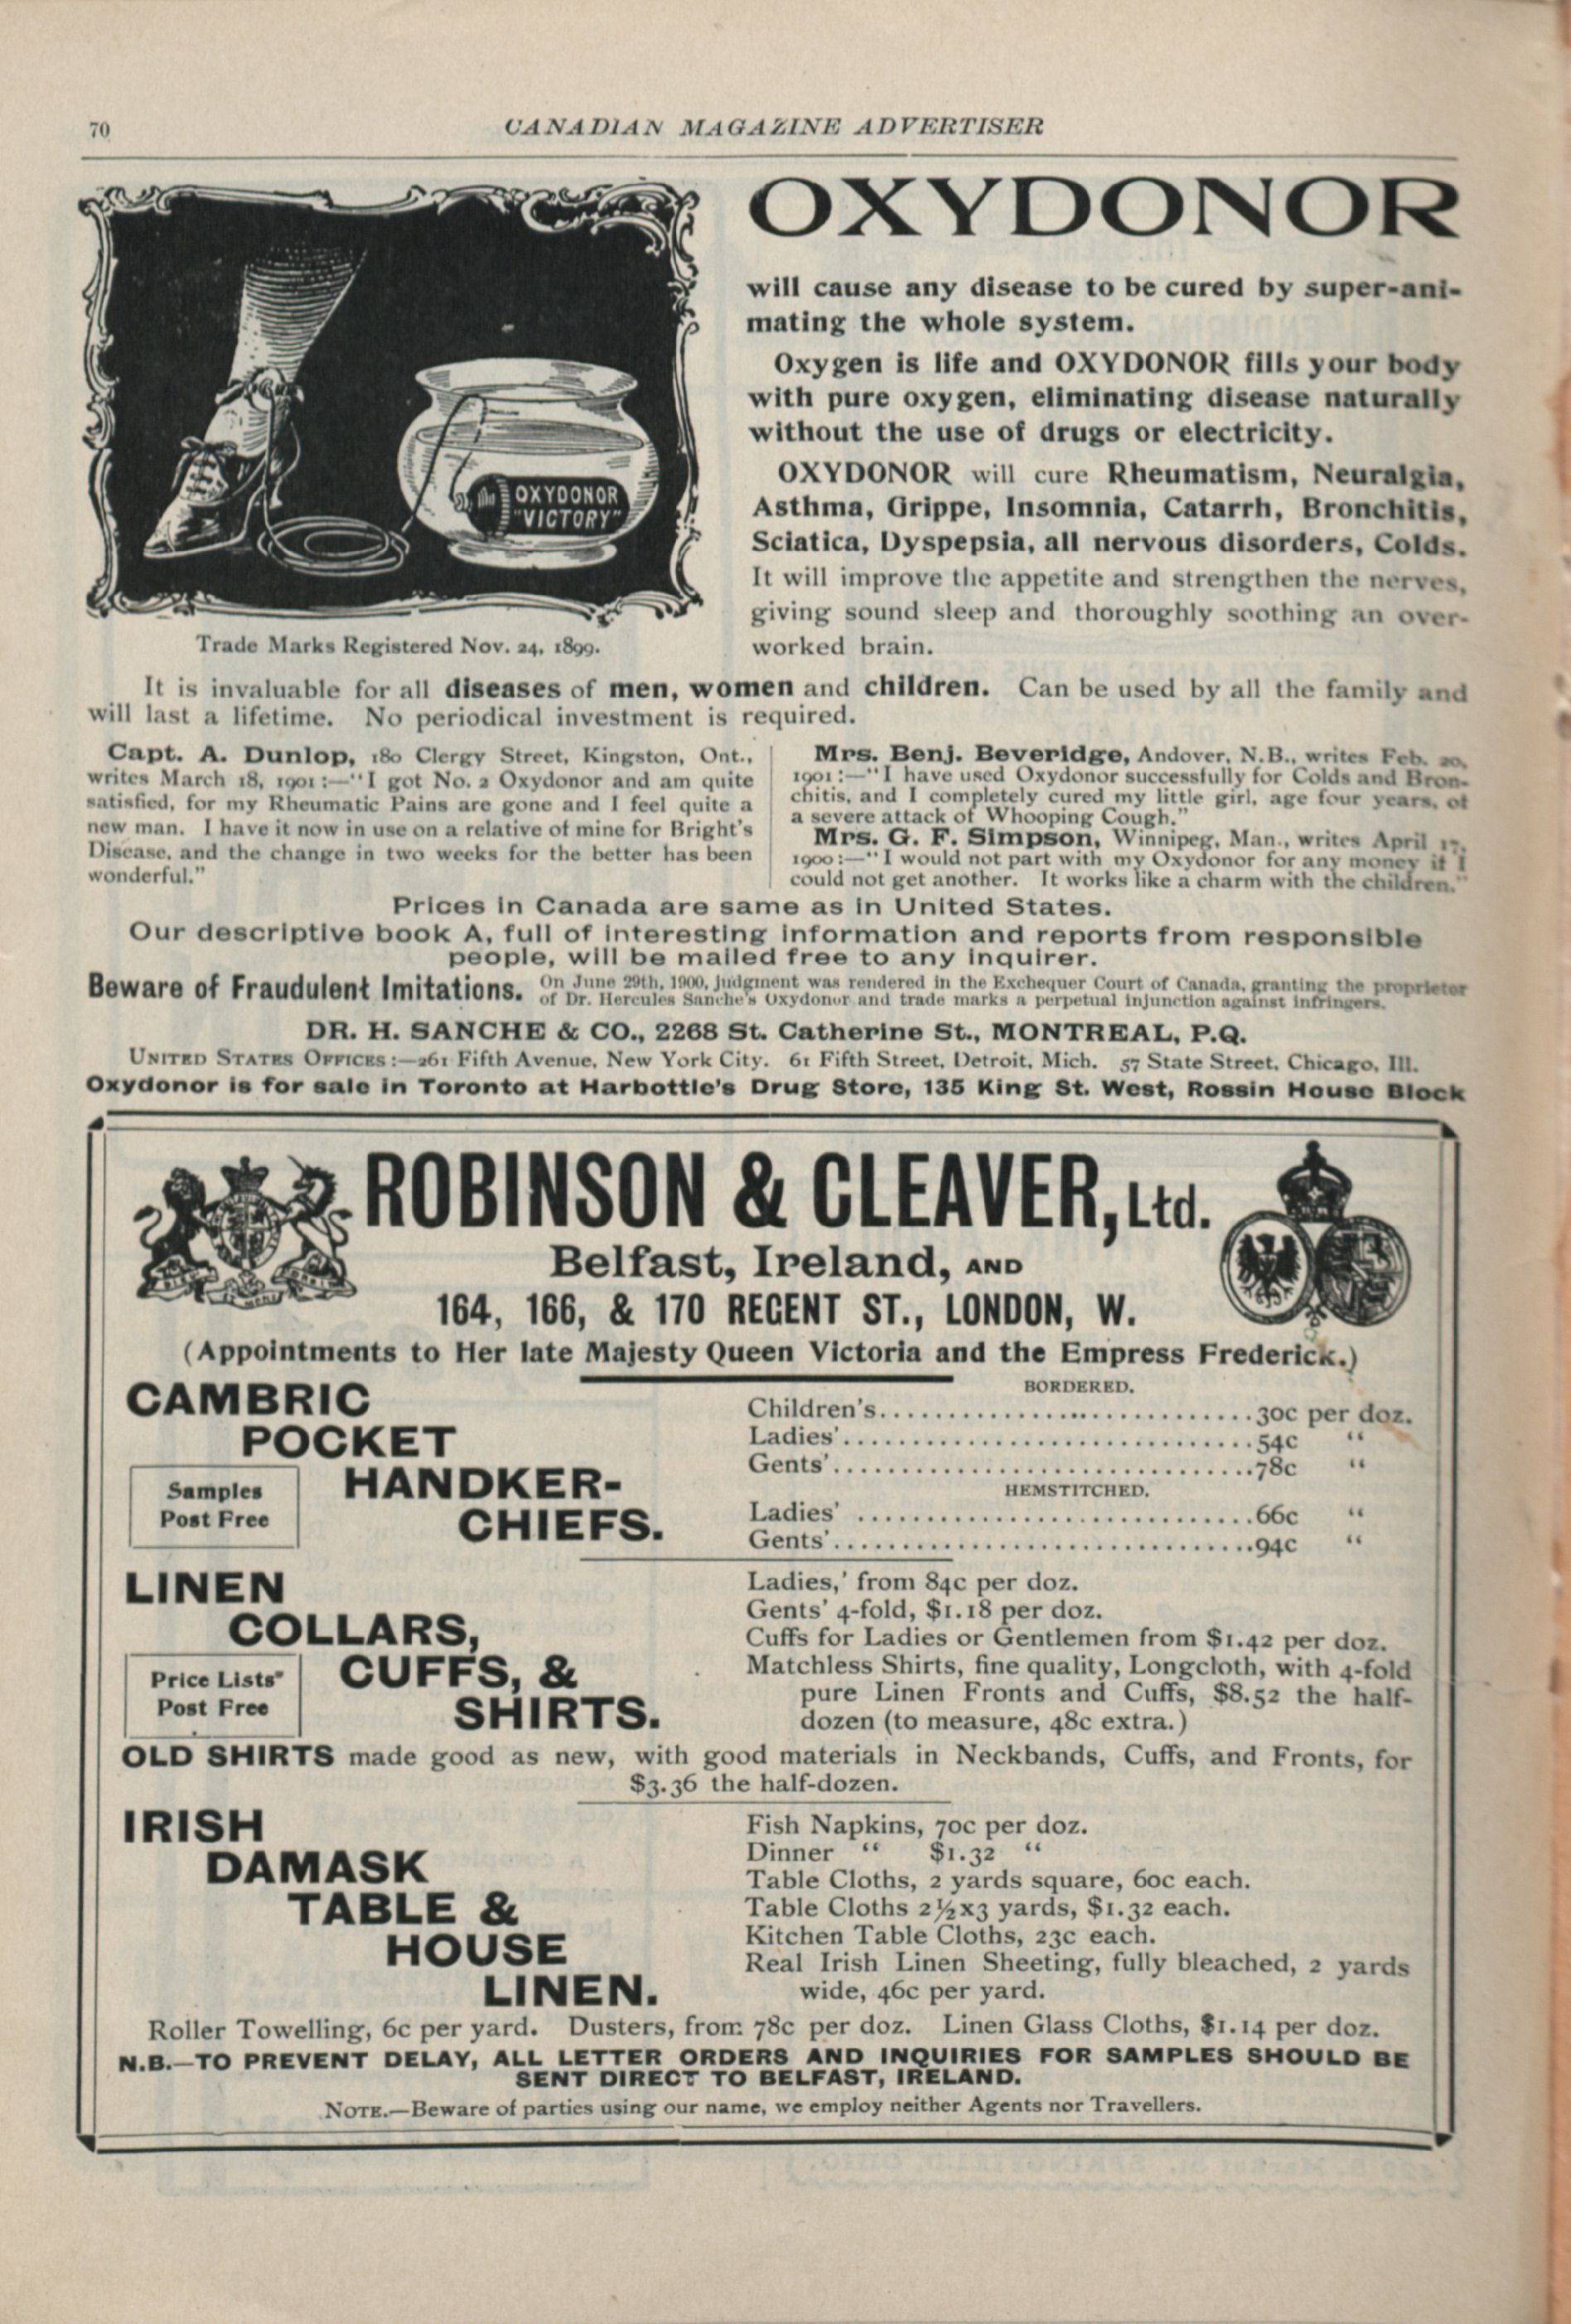 70
CANADIAN MAGAZINE ADVERTISER
OXYDONOR
"VICTORY"
Trade Marks Registered Nov. 24, 1899.
OXYDONOR
will cause any disease to be cured by super-ani-
mating the whole system.
Oxygen is life and OXYDONOR fills your body
with pure oxygen, eliminating disease naturally
without the use of drugs or electricity.
OXYDONOR will cure Rheumatism, Neuralgia,
Asthma, Grippe, Insomnia, Catarrh, Bronchitis,
Sciatica, Dyspepsia, all nervous disorders, Colds.
It will improve the appetite and strengthen the nerves,
giving sound sleep and thoroughly soothing an over-
worked brain.
It is invaluable for all diseases of men, women and children. Can be used by all the family and
will last a lifetime. No periodical investment is required.
Capt. A. Dunlop, 180 Clergy Street, Kingston, Ont.,
writes March 18, 1901:—"I got No. 2 Oxydonor and am quite
satisfied, for my Rheumatic Pains are gone and I feel quite a
new man. I have it now in use on a relative of mine for Bright's
Disease, and the change in two weeks for the better has been
wonderful."
Mrs. Benj. Beveridge, Andover, N.B., writes Feb. 20,
1901:—"I have used Oxydonor successfully for Colds and Bron-
chitis, and I completely cured my little girl, age four years, of
a severe attack of Whooping Cough."
Mrs. G. F. Simpson, Winnipeg, Man., writes April 17,
1900:—"I would not part with my Oxydonor for any money if I
could not get another. It works like a charm with the children."
Prices in Canada are same as in United States.
Our descriptive book A, full of interesting information and reports from responsible
people, will be mailed free to any inquirer.
Beware of Fraudulent Imitations. On June 29th, 1900, judgment was rendered in the Exchequer Court of Canada, granting the proprietor
of Dr. Hercules Sanche's Oxydonor and trade marks a perpetual injunction against infringers.
DR. H. SANCHE & CO., 2268 St. Catherine St., MONTREAL, P.Q.
UNITED STATES OFFICES:—261 Fifth Avenue, New York City. 61 Fifth Street, Detroit, Mich. 57 State Street, Chicago, Ill.
Oxydonor is for sale in Toronto at Harbottle's Drug Store, 135 King St. West, Rossin House Block
ROBINSON & CLEAVER, Ltd.
Belfast, Ireland, AND
164, 166, & 170 REGENT ST., LONDON, W.
(Appointments to Her late Majesty Queen Victoria and the Empress Frederick.)
CAMBRIC
POCKET
HANDKER-
CHIEFS.
Samples
Post Free
BORDERED.
Children's..............................30c per doz.
Ladies'.................................54c "
Gents'..................................78c "
HEMSTITCHED.
Ladies' ................................66c "
Gents'..................................94c "
LINEN
COLLARS,
CUFFS, &
SHIRTS.
Price Lists
Post Free
Ladies,' from 84c per doz.
Gents' 4-fold, $1.18 per doz.
Cuffs for Ladies or Gentlemen from $1.42 per doz.
Matchless Shirts, fine quality, Longcloth, with 4-fold
pure Linen Fronts and Cuffs, $8.52 the half-
dozen (to measure, 48c extra.)
OLD SHIRTS made good as new, with good materials in Neckbands, Cuffs, and Fronts, for
$3.36 the half-dozen.
IRISH
DAMASK
TABLE &
HOUSE
LINEN.
Fish Napkins, 70c per doz.
Dinner " $1.32 "
Table Cloths, 2 yards square, 60c each.
Table Cloths 2½x3 yards, $1.32 each.
Kitchen Table Cloths, 23c each.
Real Irish Linen Sheeting, fully bleached, 2 yards
wide, 46c per yard.
Roller Towelling, 6c per yard. Dusters, from 78c per doz. Linen Glass Cloths, $1.14 per doz.
N.B.—TO PREVENT DELAY, ALL LETTER ORDERS AND INQUIRIES FOR SAMPLES SHOULD BE
SENT DIRECT TO BELFAST, IRELAND.
NOTE.—Beware of parties using our name, we employ neither Agents nor Travellers.